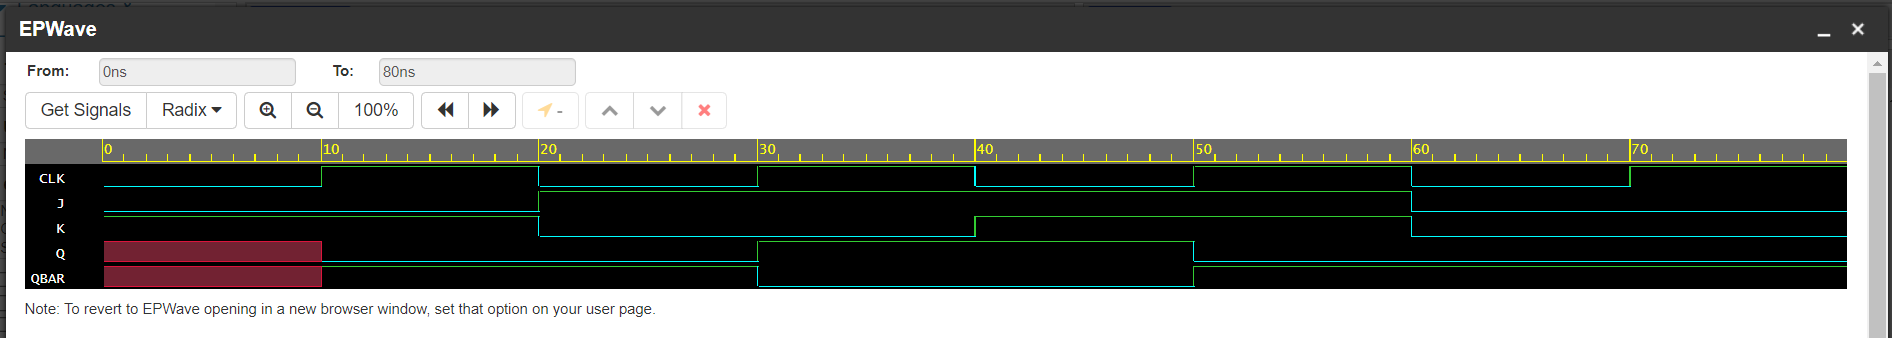 EPWave
From: 0ns To: 80ns
Get Signals Radix 100% -
0 10 20 30 40 50 60 70
CLK
J
K
Q
QBAR
Note: To revert to EPWave opening in a new browser window, set that option on your user page.